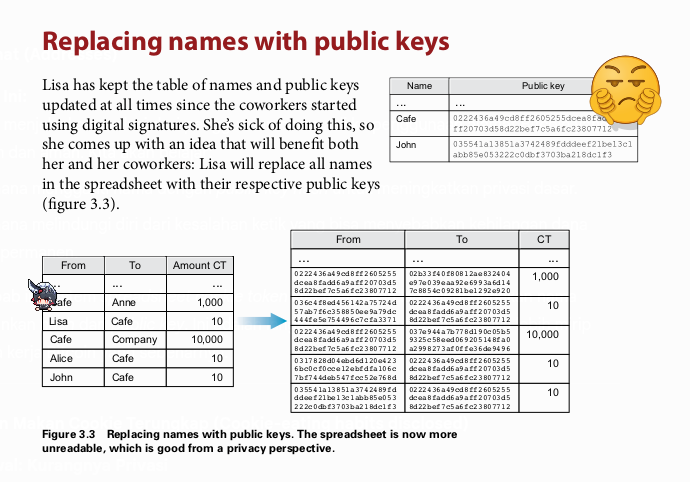 Replacing names with public keys
Lisa has kept the table of names and public keys
updated at all times since the coworkers started
using digital signatures. She's sick of doing this, so
she comes up with an idea that will benefit both
her and her coworkers: Lisa will replace all names
in the spreadsheet with their respective public keys
(figure 3.3).
Name Public key
... ...
Cafe 0222436a49cd8ff2605255dcea8fad
ff20703d58d22bef7c5a6fc23807712
John 035541a13851a3742489fdddeef21be13c1
abb85e053222c0dbf3703ba218dc1f3
From To Amount CT
... ... ...
Cafe Anne 1,000
Lisa Cafe 10
Cafe Company 10,000
Alice Cafe 10
John Cafe 10
From To CT
... ... ...
0222436a49cd8ff2605255 02b33f40f80812ae832404 1,000
dcea8fadd6a9aff20703d5 e97e039eaa92e6993a6d14
8d22bef7c5a6fc23807712 7c8854c09281be1292e920
036c4f8ed456142a75724d 0222436a49cd8ff2605255 10
57ab7f6c358850ee9a79dc dcea8fadd6a9aff20703d5
444fe5e754496c7cfa3371 8d22bef7c5a6fc23807712
0222436a49cd8ff2605255 037e944a7b778d190c05b5 10,000
dcea8fadd6a9aff20703d5 9325c58eed069205148fa0
8d22bef7c5a6fc23807712 a2998273af0ffe36de9496
0317828d04ebd6d120e423 0222436a49cd8ff2605255 10
6bc0cf0cce12ebfdfa106c dcea8fadd6a9aff20703d5
7bf744deb547fcc52e768d 8d22bef7c5a6fc23807712
035541a13851a3742489fd 0222436a49cd8ff2605255 10
ddeef21be13c1abb85e053 dcea8fadd6a9aff20703d5
222c0dbf3703ba218dc1f3 8d22bef7c5a6fc23807712
Figure 3.3 Replacing names with public keys. The spreadsheet is now more
unreadable, which is good from a privacy perspective.